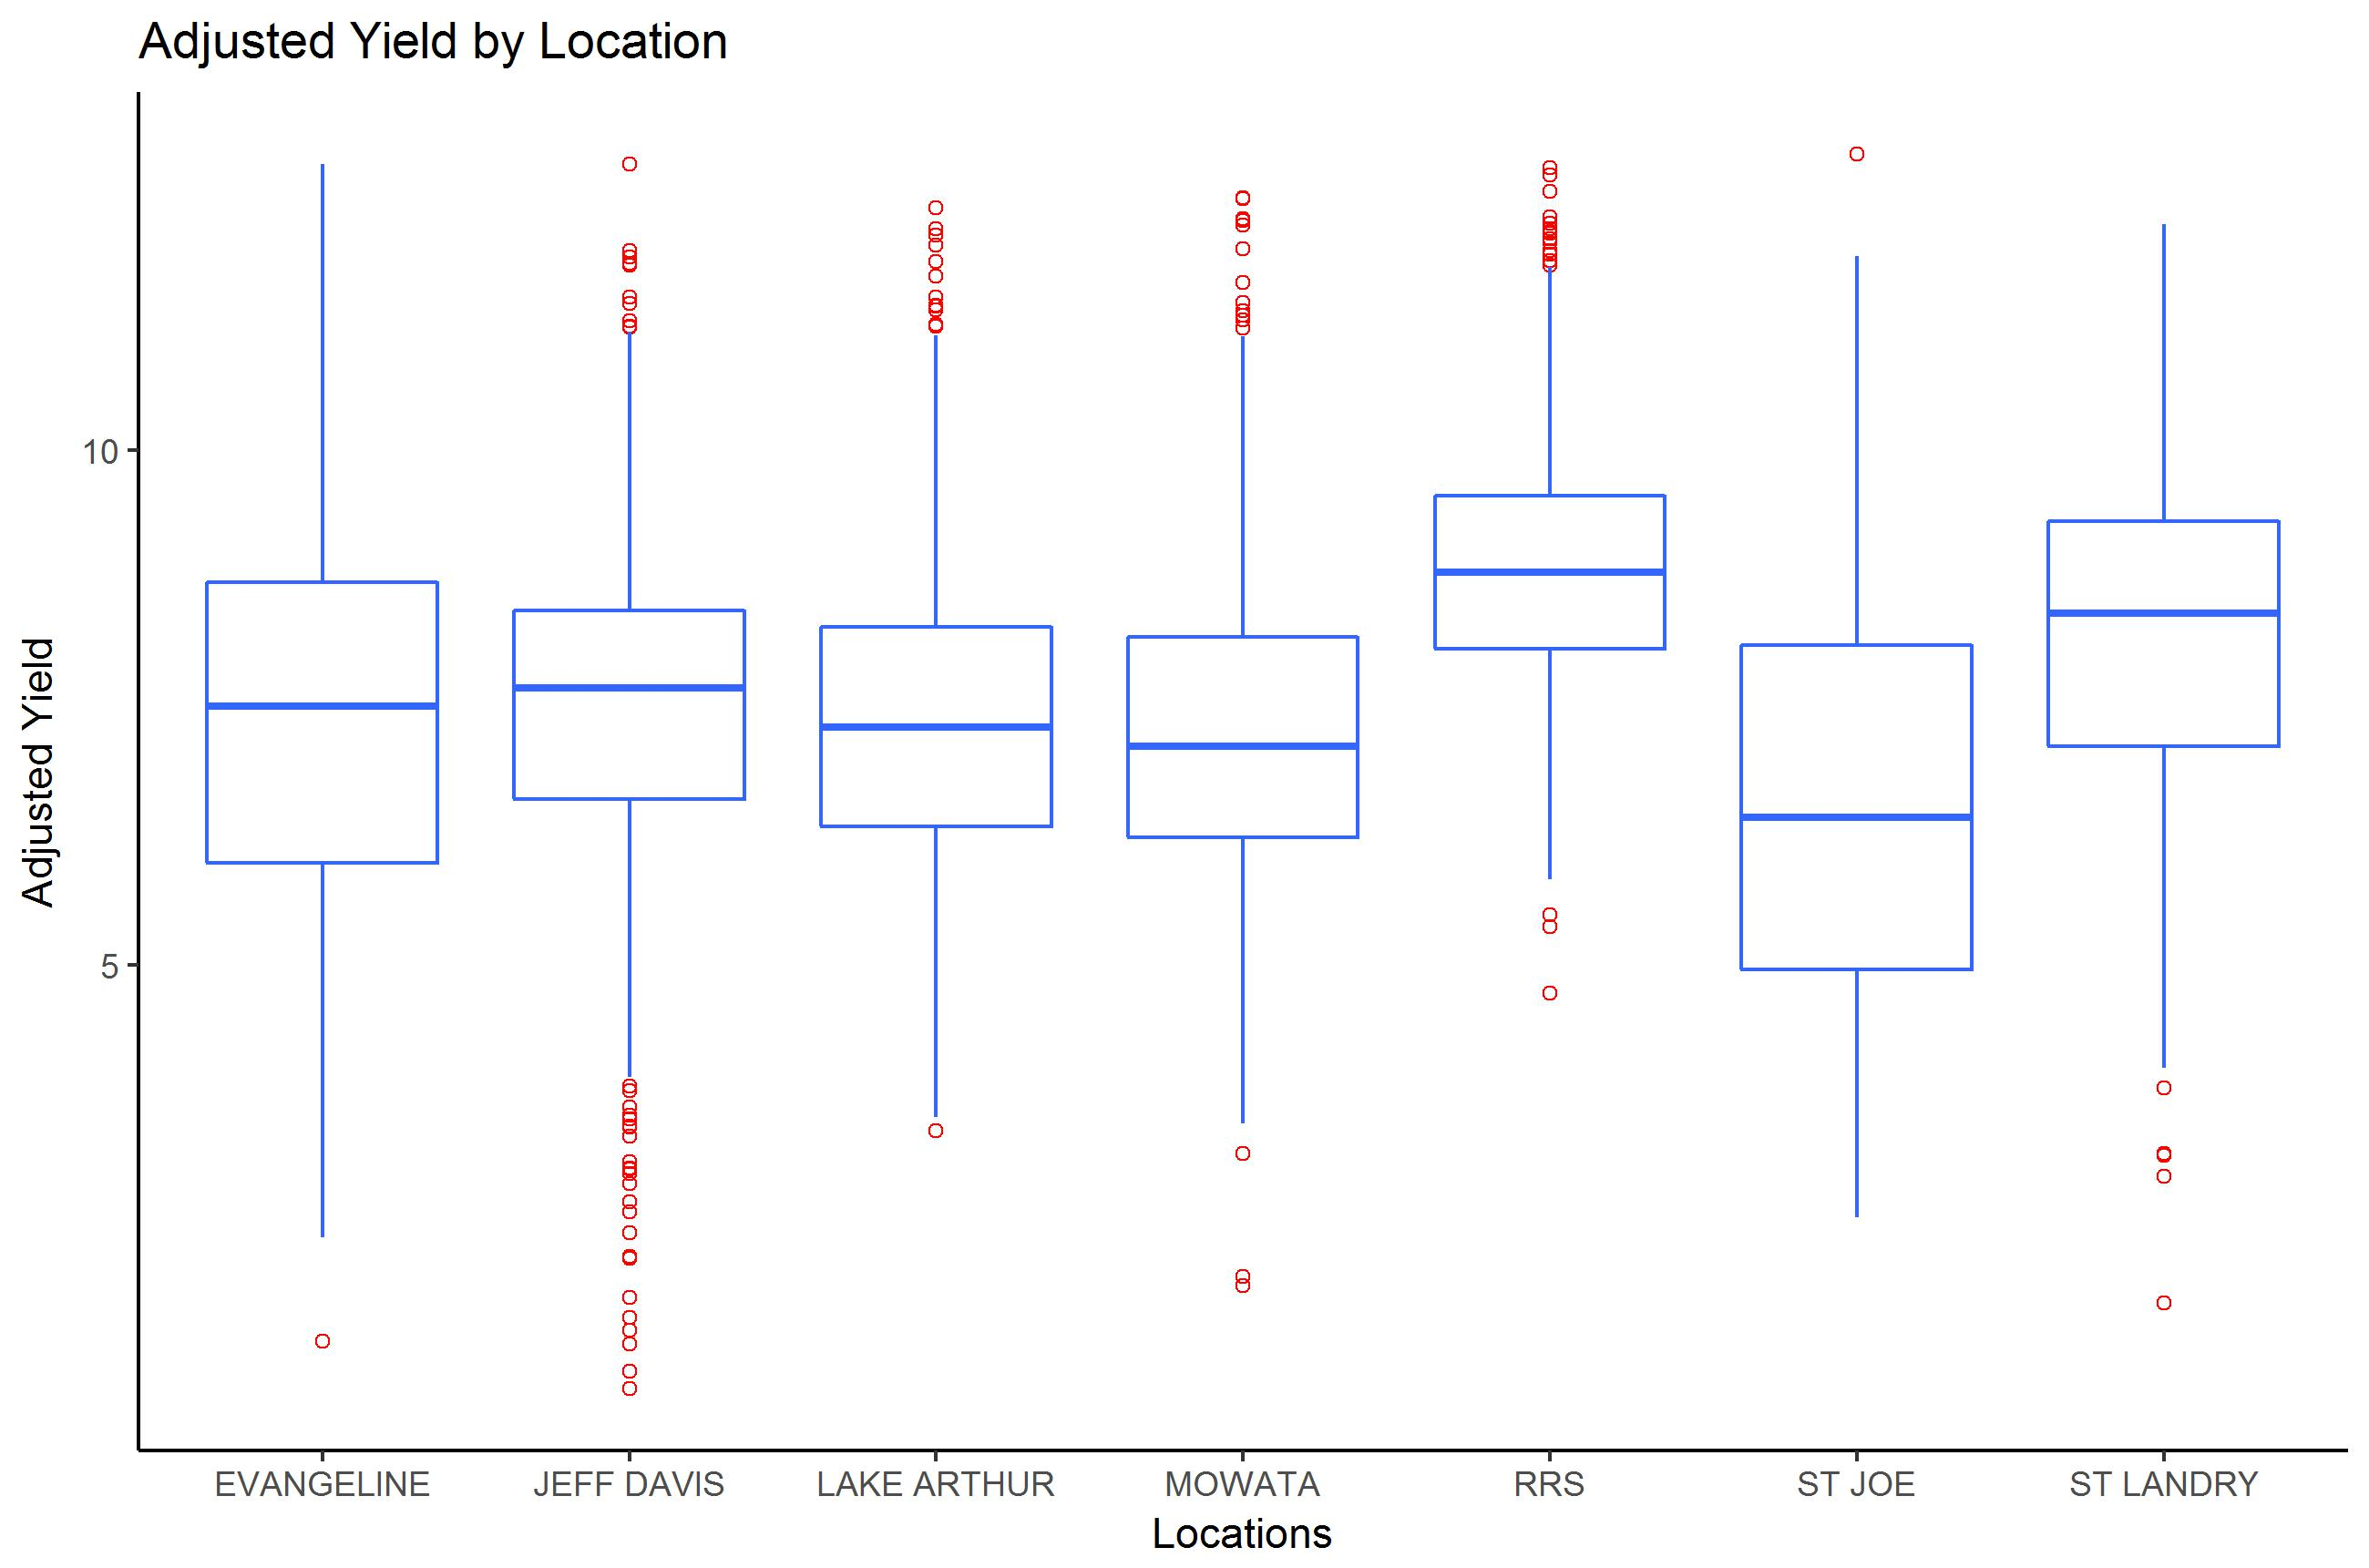 Adjusted Yield by Location
Adjusted Yield
10
5
EVANGELINE
JEFF DAVIS
LAKE ARTHUR
MOWATA
RRS
ST JOE
ST LANDRY
Locations